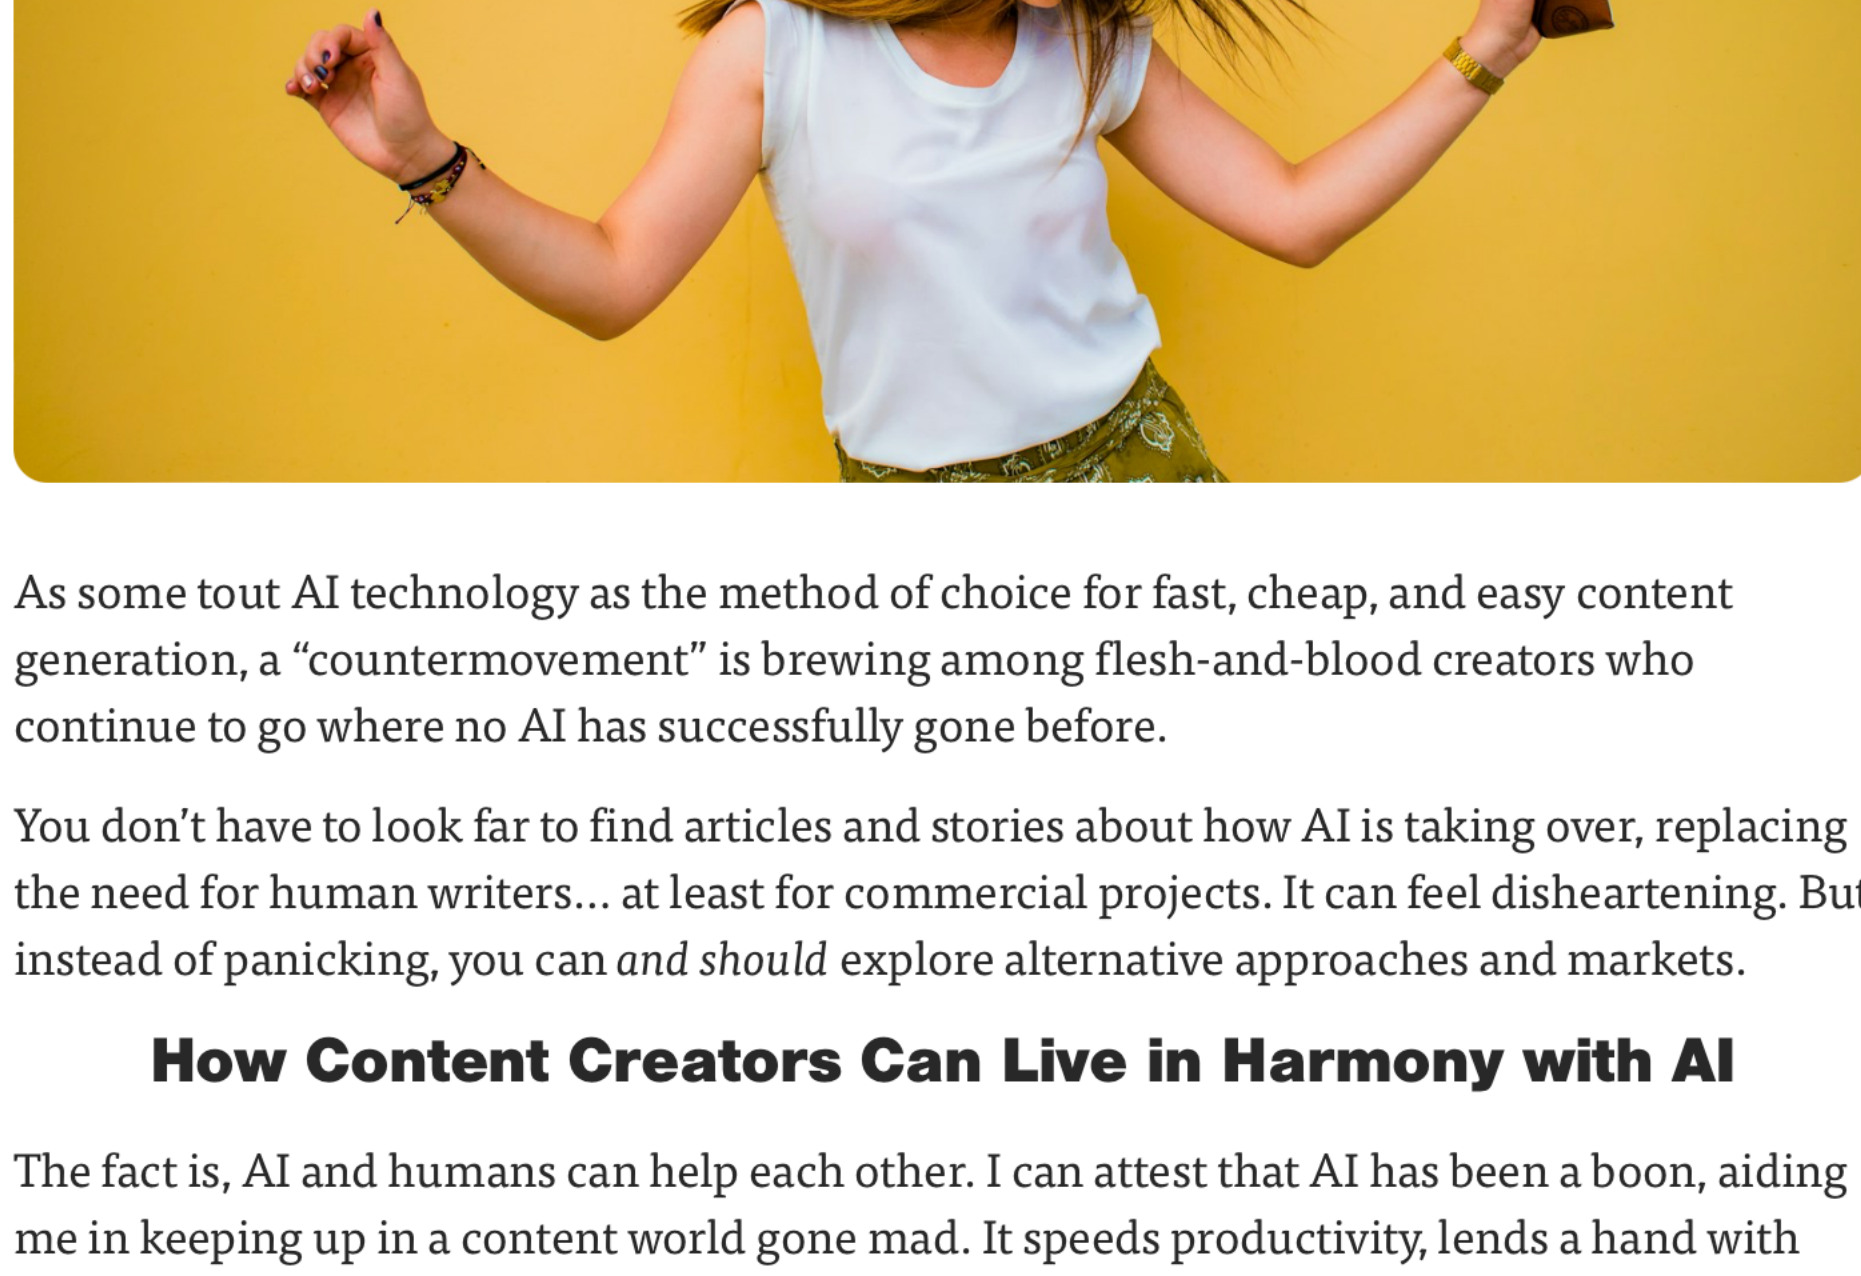 As some tout AI technology as the method of choice for fast, cheap, and easy content
generation, a “countermovement” is brewing among flesh-and-blood creators who
continue to go where no AI has successfully gone before.
You don’t have to look far to find articles and stories about how AI is taking over, replacing
the need for human writers… at least for commercial projects. It can feel disheartening. But
instead of panicking, you can and should explore alternative approaches and markets.
How Content Creators Can Live in Harmony with AI
The fact is, AI and humans can help each other. I can attest that AI has been a boon, aiding
me in keeping up in a content world gone mad. It speeds productivity, lends a hand with